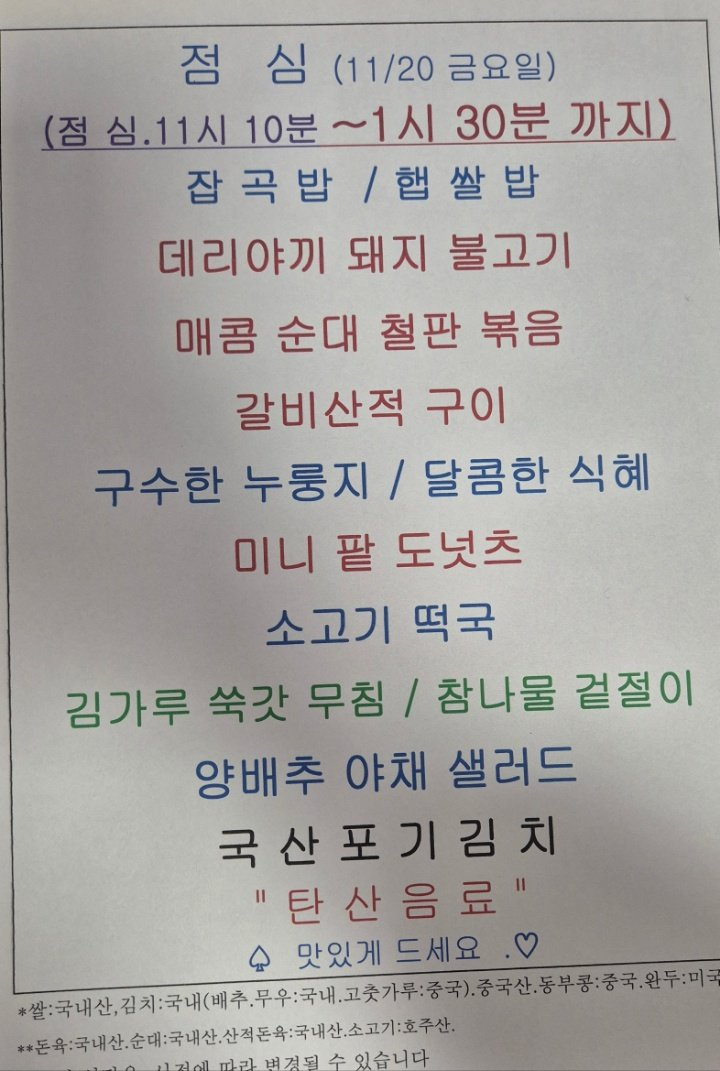 점 심 (11/20 금요일)
(점 심.11시 10분 ~1시 30분 까지)
잡 곡 밥 / 햅 쌀 밥
데리야끼 돼지 불고기
매콤 순대 철판 볶음
갈비산적 구이
구수한 누룽지 / 달콤한 식혜
미니 팥 도넛츠
소고기 떡국
김가루 쑥갓 무침 / 참나물 겉절이
양배추 야채 샐러드
국 산 포 기 김 치
" 탄 산 음 료 "
♤ 맛있게 드세요 .♡
*쌀:국내산,김치:국내(배추.무우:국내.고춧가루:중국).중국산.동부콩:중국.완두:미국
**돈육:국내산.순대:국내산.산적돈육:국내산.소고기:호주산.
따라 변경될 수 있습니다